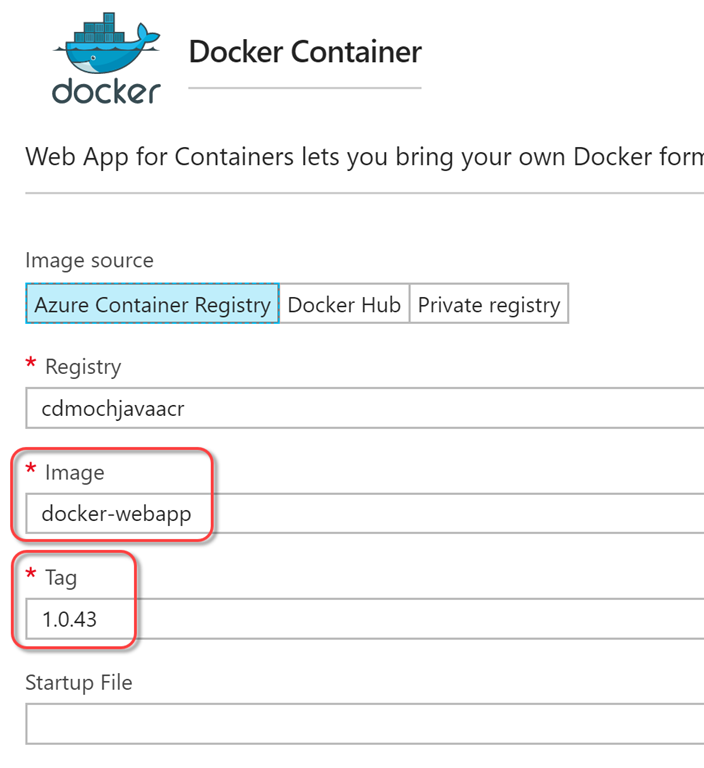 docker
Docker Container
Web App for Containers lets you bring your own Docker form
Image source
Azure Container Registry Docker Hub Private registry
* Registry
cdmochjavaacr
* Image
docker-webapp
* Tag
1.0.43
Startup File